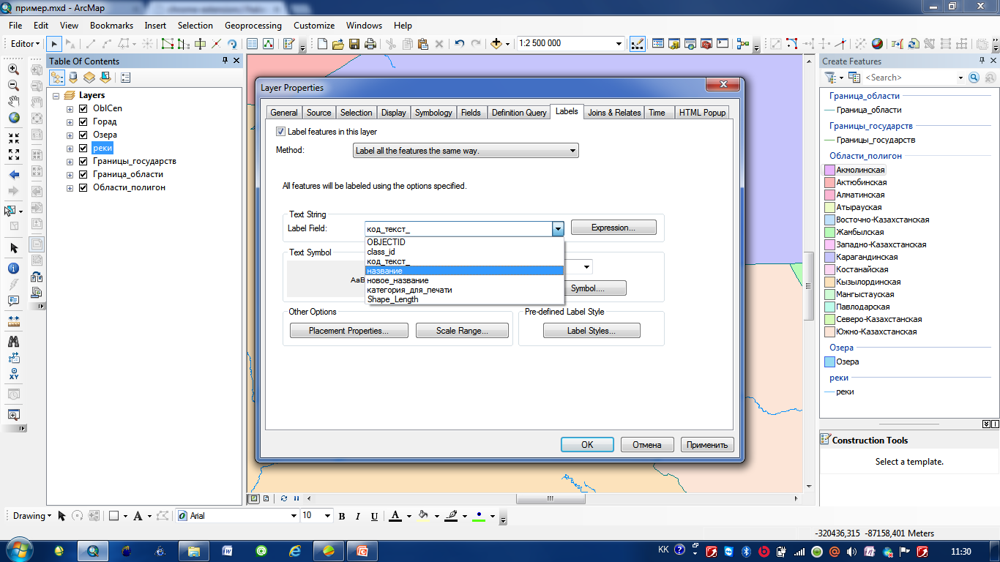 пример.mxd - ArcMap
File Edit View Bookmarks Insert Selection Geoprocessing Customize Windows Help
Editor 1:2 500 000
Table Of Contents
Layers
OblCen
Горад
Озера
реки
Границы_государств
Граница_области
Области_полигон
Layer Properties
General Source Selection Display Symbology Fields Definition Query Labels Joins & Relates Time HTML Popup
Label features in this layer
Method: Label all the features the same way.
All features will be labeled using the options specified.
Text String
Label Field: код_текст_ Expression...
OBJECTID
class_id
код_текст_
название
новое_название
категория_для_печати
Shape_Length
Text Symbol
AaB
Symbol....
Other Options
Placement Properties... Scale Range...
Pre-defined Label Style
Label Styles...
OK Отмена Применить
Create Features
<Search>
Граница_области
Граница_области
Границы_государств
Границы_государств
Области_полигон
Акмолинская
Актюбинская
Алматинская
Атырауская
Восточно-Казахстанская
Жамбылская
Западно-Казахстанская
Карагандинская
Костанайская
Кызылординская
Мангыстауская
Павлодарская
Северо-Казахстанская
Южно-Казахстанская
Озера
Озера
реки
реки
Construction Tools
Select a template.
Drawing Arial 10 B I U A
-320436,315 -87158,401 Meters
KK 11:30